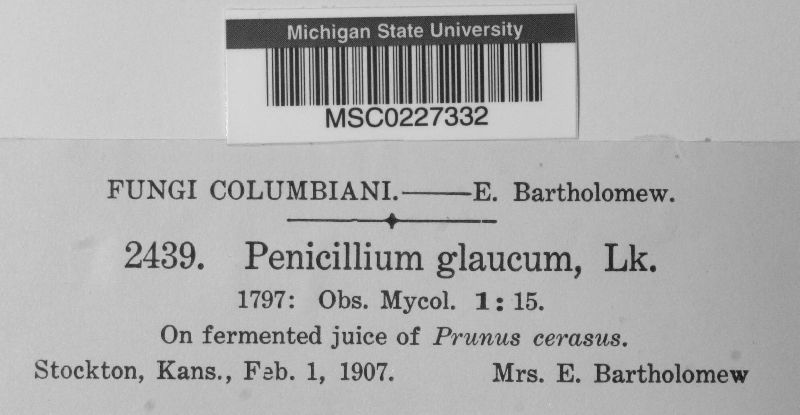 Michigan State University
MSC0227332
FUNGI COLUMBIANI.——E. Bartholomew.
2439. Penicillium glaucum, Lk.
1797: Obs. Mycol. 1: 15.
On fermented juice of Prunus cerasus.
Stockton, Kans., Feb. 1, 1907. Mrs. E. Bartholomew